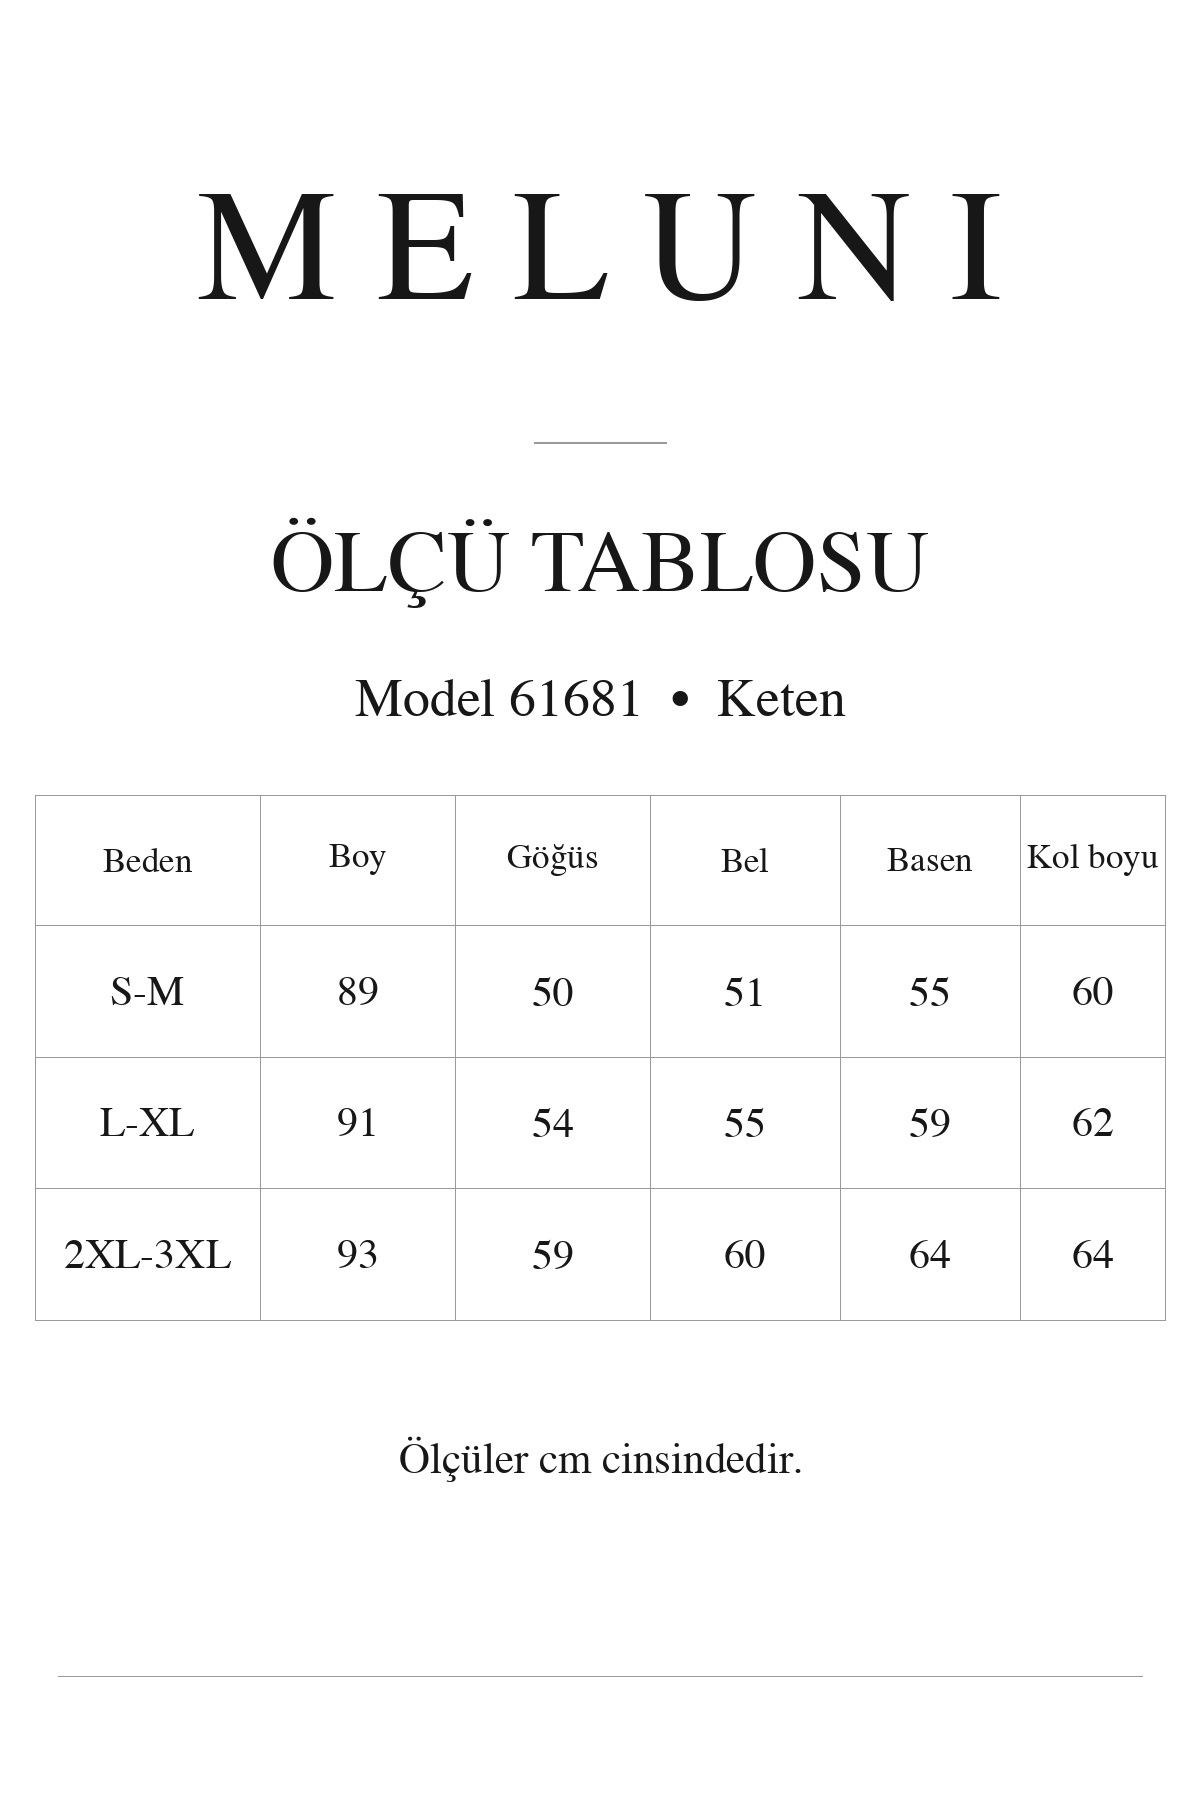 MELUNI
ÖLÇÜ TABLOSU
Model 61681 • Keten
Beden Boy Göğüs Bel Basen Kol boyu
S-M 89 50 51 55 60
L-XL 91 54 55 59 62
2XL-3XL 93 59 60 64 64
Ölçüler cm cinsindedir.